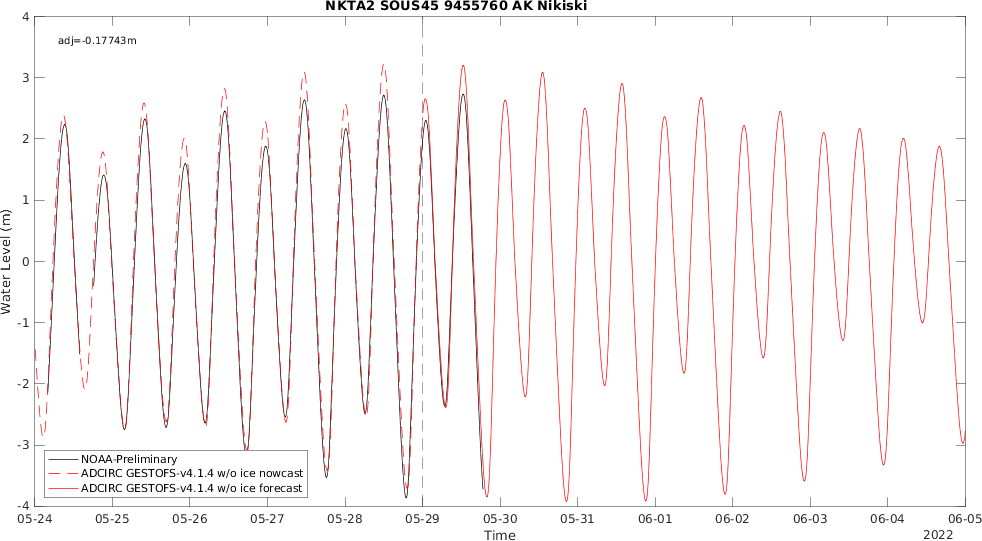 NKTA2 SOUS45 9455760 AK Nikiski
adj=-0.17743m
4
3
2
1
0
-1
-2
-3
-4
Water Level (m)
NOAA-Preliminary
ADCIRC GESTOFS-v4.1.4 w/o ice nowcast
ADCIRC GESTOFS-v4.1.4 w/o ice forecast
05-24 05-25 05-26 05-27 05-28 05-29 05-30 05-31 06-01 06-02 06-03 06-04 06-05
Time
2022